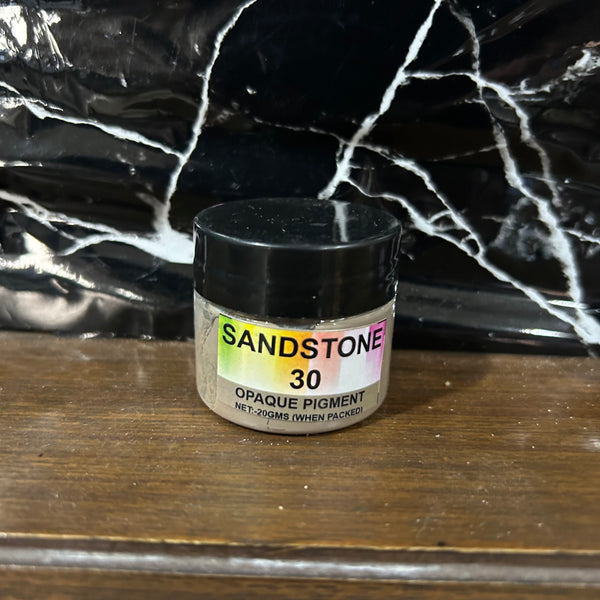 SANDSTONE
30
OPAQUE PIGMENT
NET:-20GMS (WHEN PACKED)